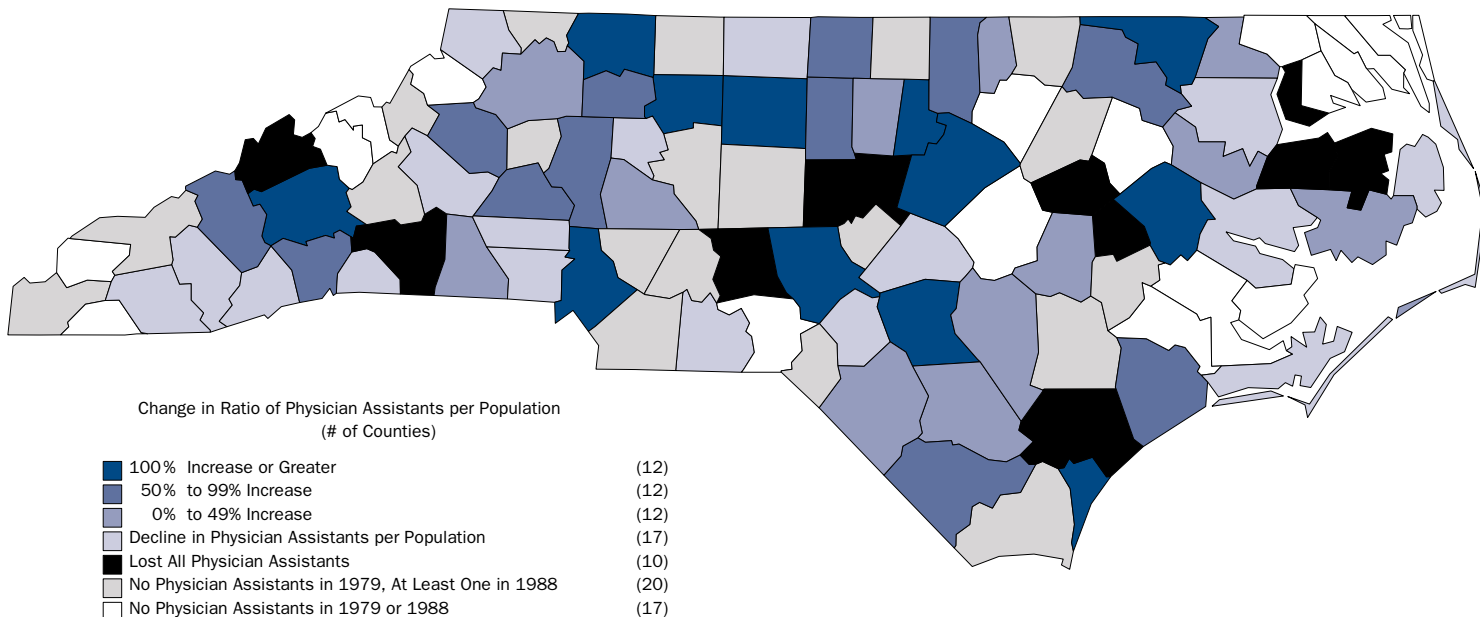 Change in Ratio of Physician Assistants per Population
(# of Counties)
100% Increase or Greater (12)
50% to 99% Increase (12)
0% to 49% Increase (12)
Decline in Physician Assistants per Population (17)
Lost All Physician Assistants (10)
No Physician Assistants in 1979, At Least One in 1988 (20)
No Physician Assistants in 1979 or 1988 (17)